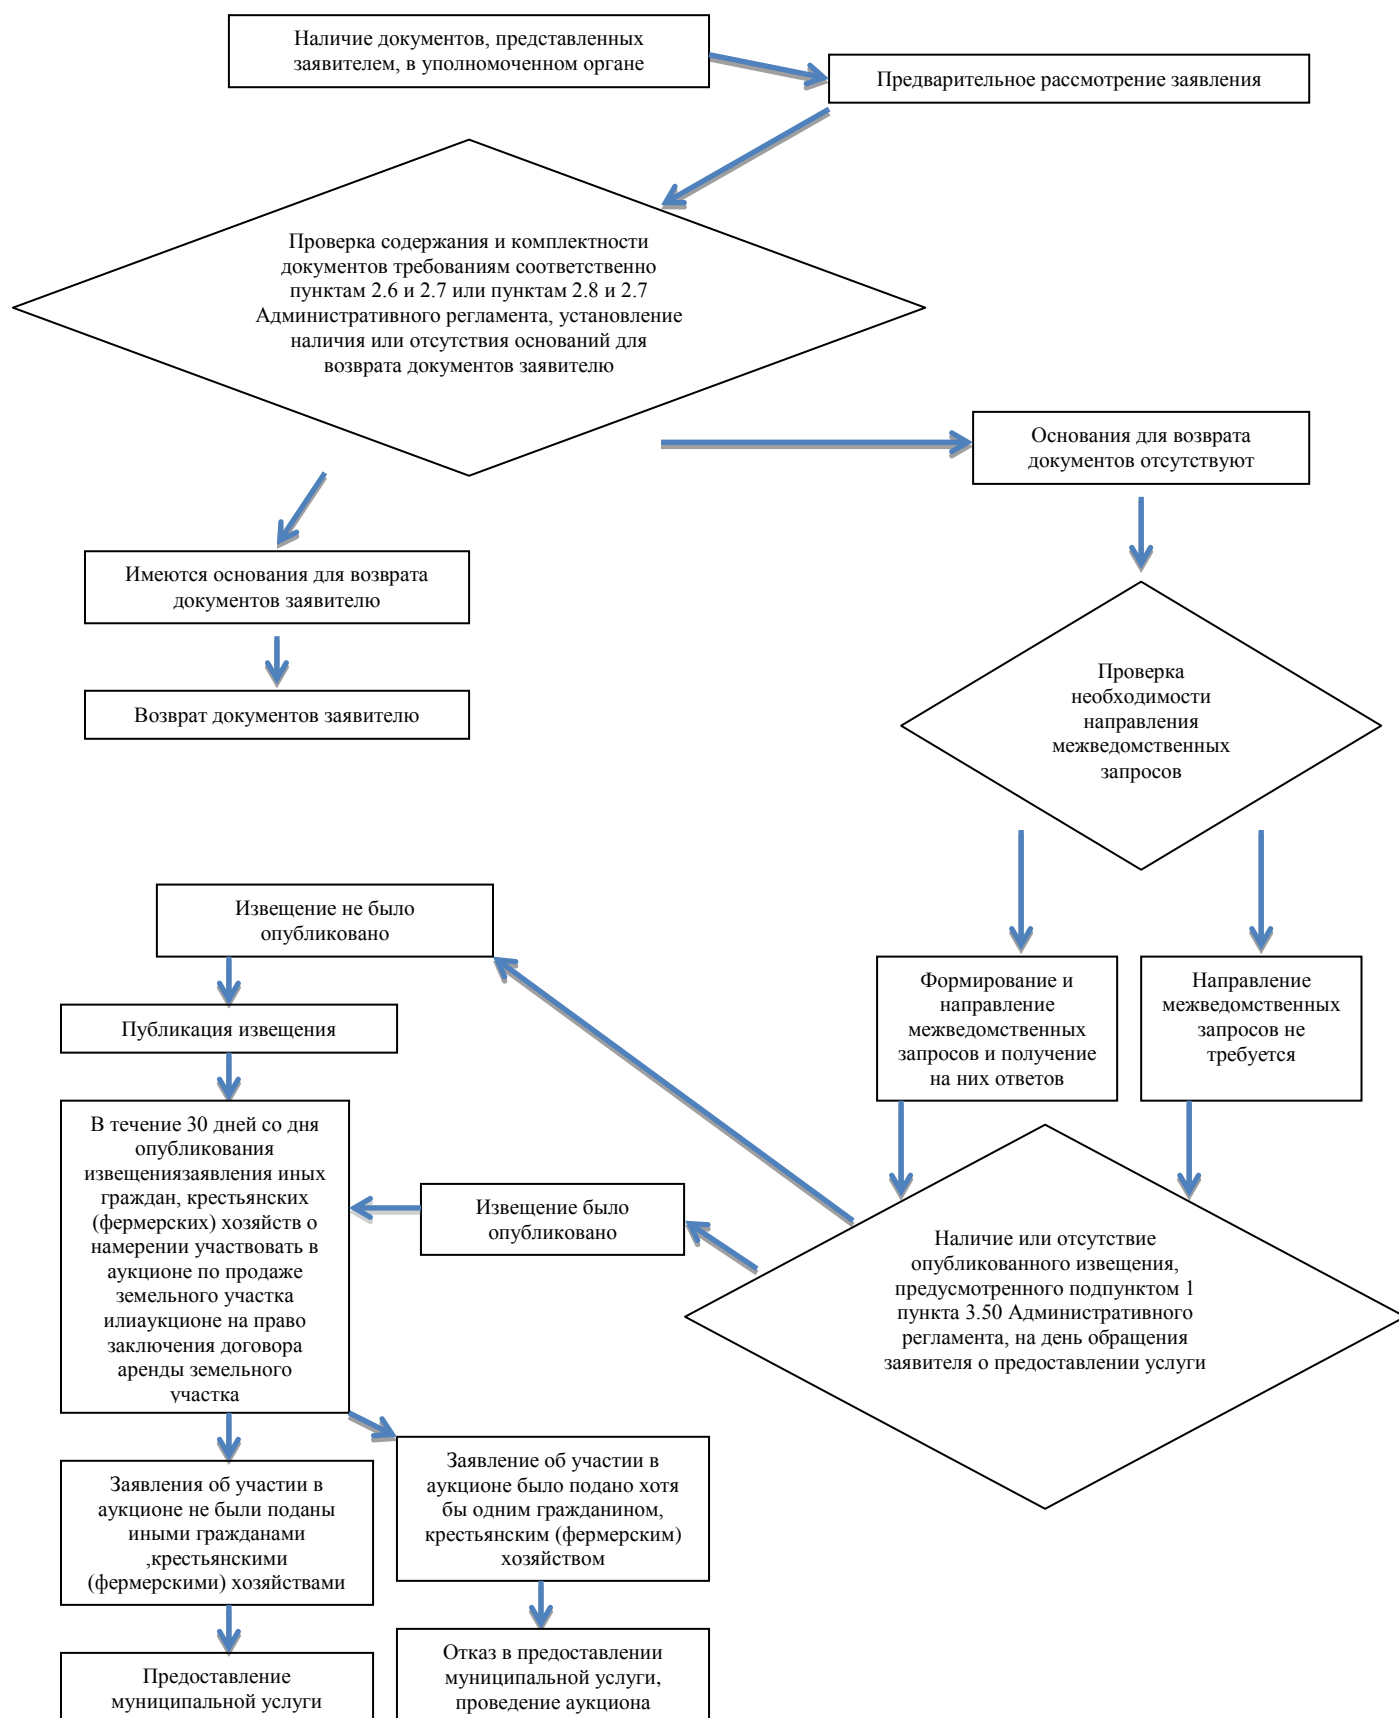 Наличие документов, представленных
заявителем, в уполномоченном органе
Предварительное рассмотрение заявления
Проверка содержания и комплектности
документов требованиям соответственно
пунктам 2.6 и 2.7 или пунктам 2.8 и 2.7
Административного регламента, установление
наличия или отсутствия оснований для
возврата документов заявителю
Основания для возврата
документов отсутствуют
Имеются основания для возврата
документов заявителю
Возврат документов заявителю
Проверка
необходимости
направления
межведомственных
запросов
Извещение не было
опубликовано
Публикация извещения
Формирование и
направление
межведомственных
запросов и получение
на них ответов
Направление
межведомственных
запросов не
требуется
В течение 30 дней со дня
опубликования
извещениязаявления иных
граждан, крестьянских
(фермерских) хозяйств о
намерении участвовать в
аукционе по продаже
земельного участка
илиаукционе на право
заключения договора
аренды земельного
участка
Извещение было
опубликовано
Наличие или отсутствие
опубликованного извещения,
предусмотренного подпунктом 1
пункта 3.50 Административного
регламента, на день обращения
заявителя о предоставлении услуги
Заявления об участии в
аукционе не были поданы
иными гражданами
,крестьянскими
(фермерскими) хозяйствами
Заявление об участии в
аукционе было подано хотя
бы одним гражданином,
крестьянским (фермерским)
хозяйством
Предоставление
муниципальной услуги
Отказ в предоставлении
муниципальной услуги,
проведение аукциона